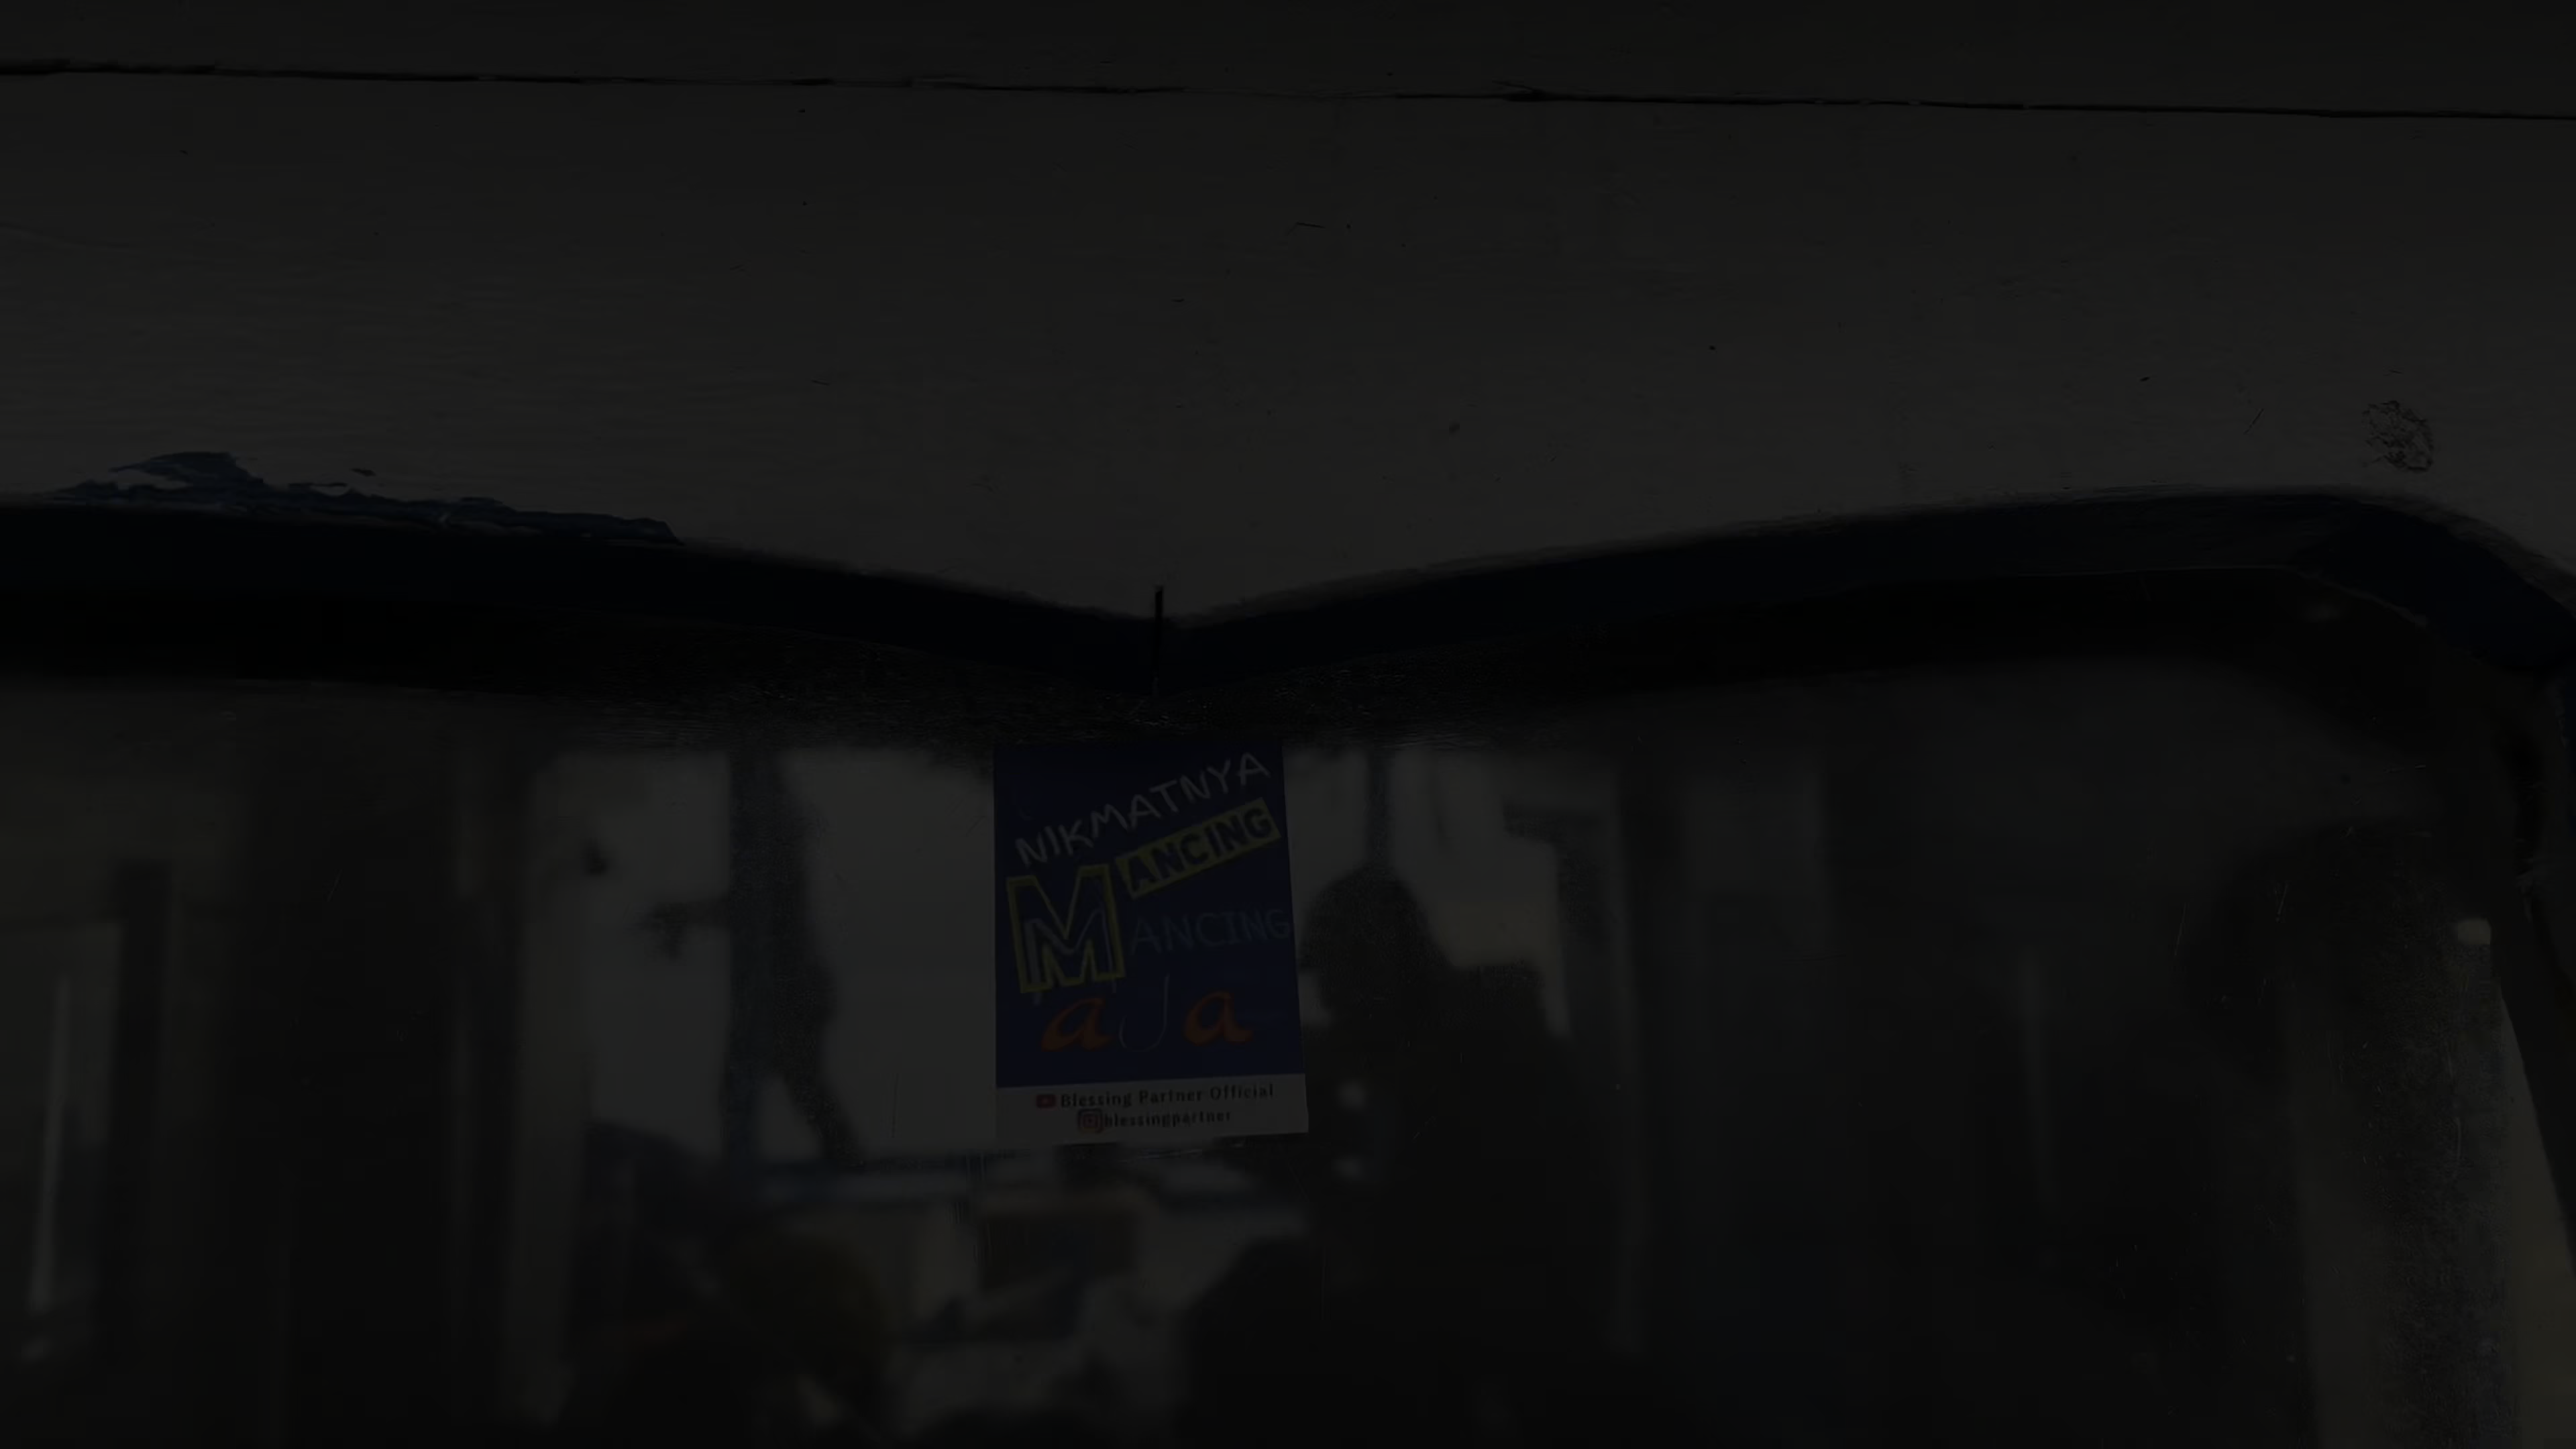 NIKMATNYA
MANCING
MANCING
aJa
Blessing Partner Official
blessingpartner